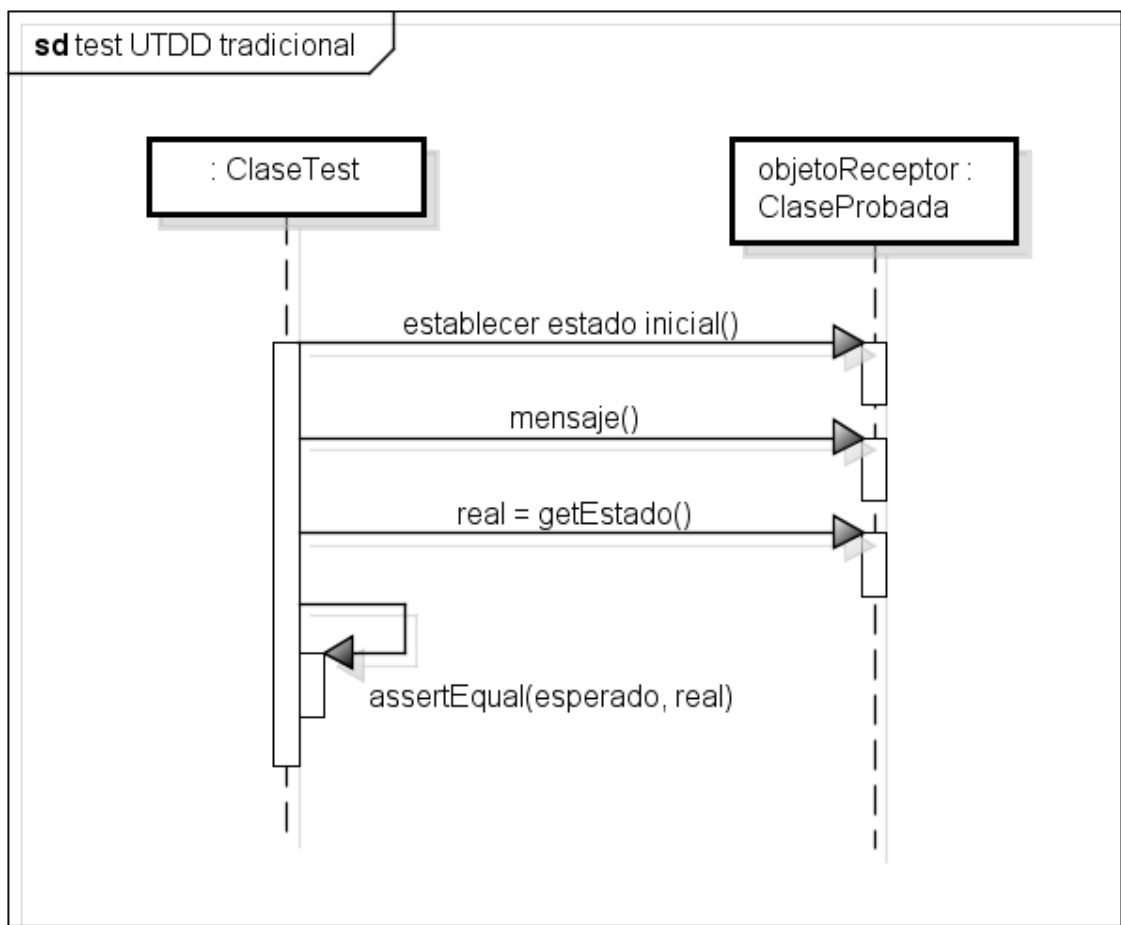 sd test UTDD tradicional
: ClaseTest
objetoReceptor :
ClaseProbada
establecer estado inicial()
mensaje()
real = getEstado()
assertEqual(esperado, real)